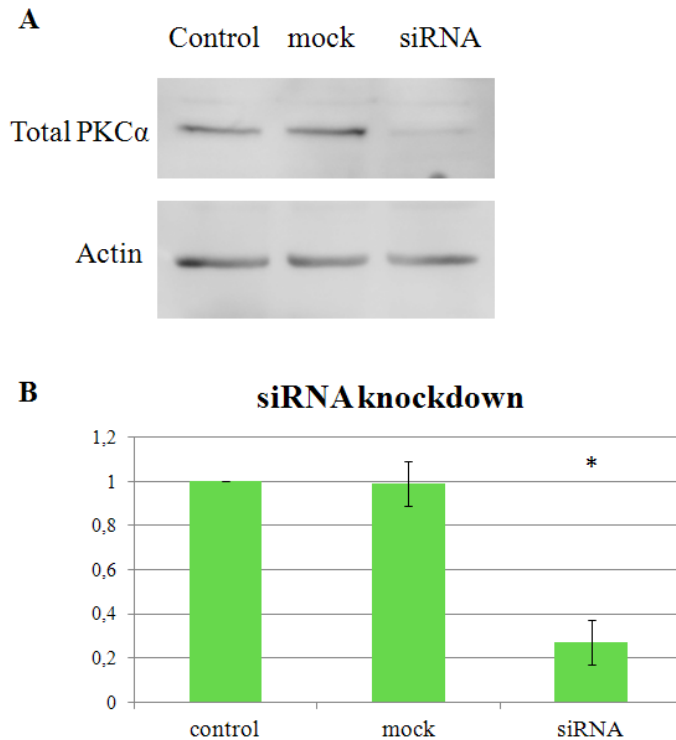 A
Control mock siRNA
Total PKCα
Actin
B
siRNA knockdown
1,2
1
*
0,8
0,6
0,4
0,2
0
control mock siRNA